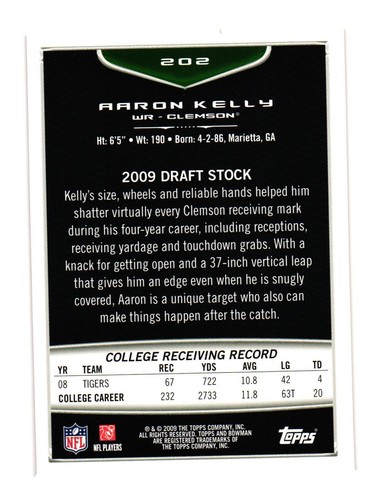 202
AARON KELLY
WR - CLEMSON®
Ht: 6'5" • Wt: 190 • Born: 4-2-86, Marietta, GA
2009 DRAFT STOCK
Kelly's size, wheels and reliable hands helped him
shatter virtually every Clemson receiving mark
during his four-year career, including receptions,
receiving yardage and touchdown grabs. With a
knack for getting open and a 37-inch vertical leap
that gives him an edge even when he is snugly
covered, Aaron is a unique target who also can
make things happen after the catch.
COLLEGE RECEIVING RECORD
YR TEAM REC YDS AVG LG TD
08 TIGERS 67 722 10.8 42 4
COLLEGE CAREER 232 2733 11.8 63T 20
NFL
NFL PLAYERS
® & © 2009 THE TOPPS COMPANY, INC.
ALL RIGHTS RESERVED. TOPPS AND BOWMAN
ARE REGISTERED TRADEMARKS OF
THE TOPPS COMPANY, INC.
TOPPS